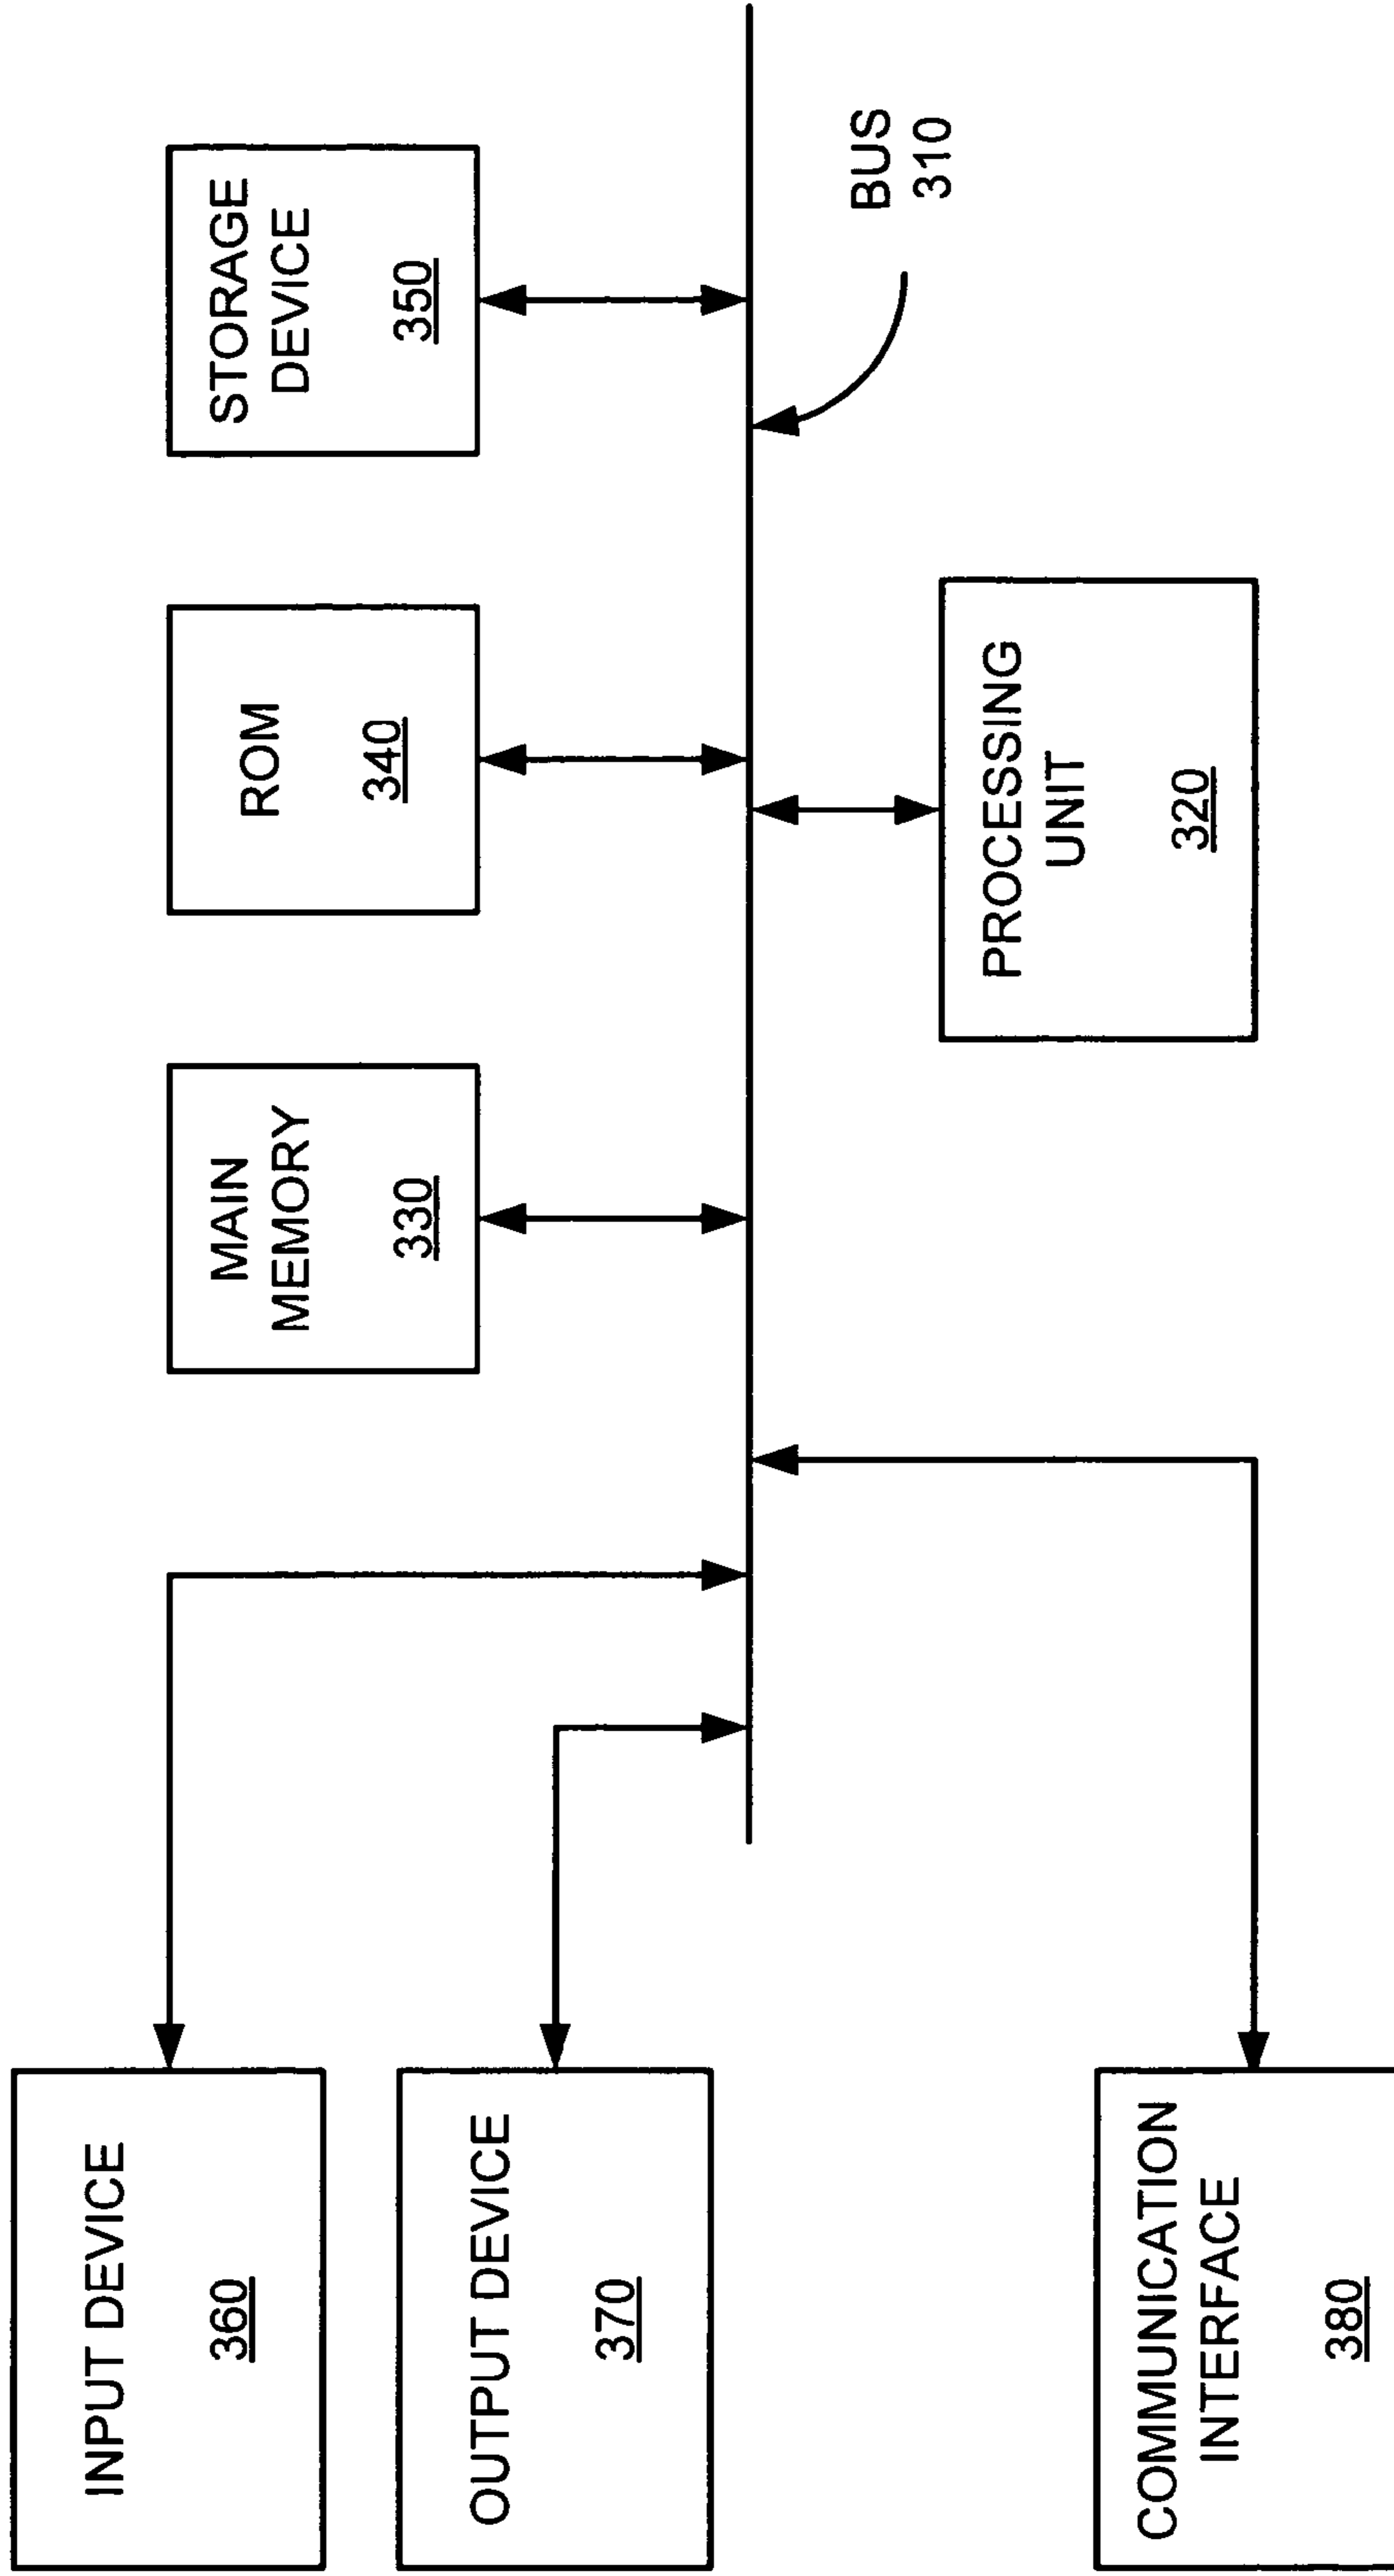 INPUT DEVICE
360
OUTPUT DEVICE
370
COMMUNICATION
INTERFACE
380
MAIN
MEMORY
330
ROM
340
STORAGE
DEVICE
350
PROCESSING
UNIT
320
BUS
310